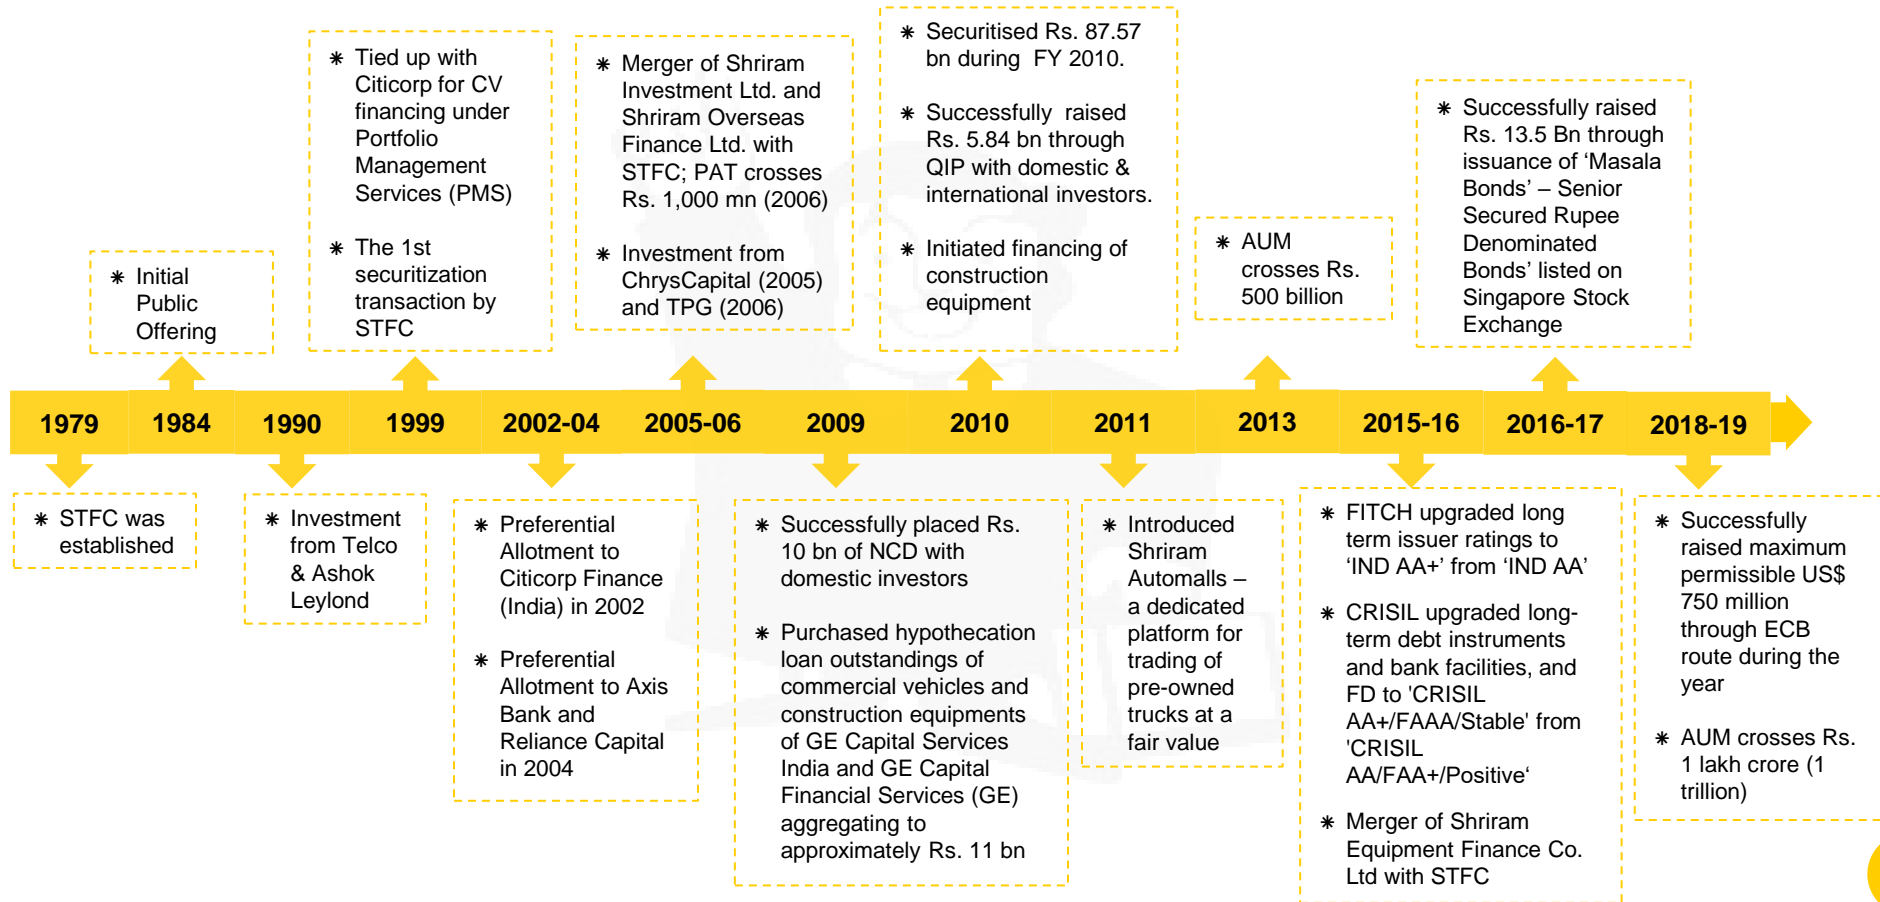 * Tied up with
Citicorp for CV
financing under
Portfolio
Management
Services (PMS)
* The 1st
securitization
transaction by
STFC
* Merger of Shriram
Investment Ltd. and
Shriram Overseas
Finance Ltd. with
STFC; PAT crosses
Rs. 1,000 mn (2006)
* Investment from
ChrysCapital (2005)
and TPG (2006)
* Securitised Rs. 87.57
bn during FY 2010.
* Successfully raised
Rs. 5.84 bn through
QIP with domestic &
international investors.
* Initiated financing of
construction
equipment
* Successfully raised
Rs. 13.5 Bn through
issuance of ‘Masala
Bonds’ – Senior
Secured Rupee
Denominated
Bonds’ listed on
Singapore Stock
Exchange
* Initial
Public
Offering
* AUM
crosses Rs.
500 billion
1979 1984 1990 1999 2002-04 2005-06 2009 2010 2011 2013 2015-16 2016-17 2018-19
* STFC was
established
* Investment
from Telco
& Ashok
Leylond
* Preferential
Allotment to
Citicorp Finance
(India) in 2002
* Preferential
Allotment to Axis
Bank and
Reliance Capital
in 2004
* Successfully placed Rs.
10 bn of NCD with
domestic investors
* Purchased hypothecation
loan outstandings of
commercial vehicles and
construction equipments
of GE Capital Services
India and GE Capital
Financial Services (GE)
aggregating to
approximately Rs. 11 bn
* Introduced
Shriram
Automalls –
a dedicated
platform for
trading of
pre-owned
trucks at a
fair value
* FITCH upgraded long
term issuer ratings to
‘IND AA+’ from ‘IND AA’
* CRISIL upgraded long-
term debt instruments
and bank facilities, and
FD to 'CRISIL
AA+/FAAA/Stable' from
'CRISIL
AA/FAA+/Positive‘
* Merger of Shriram
Equipment Finance Co.
Ltd with STFC
* Successfully
raised maximum
permissible US$
750 million
through ECB
route during the
year
* AUM crosses Rs.
1 lakh crore (1
trillion)